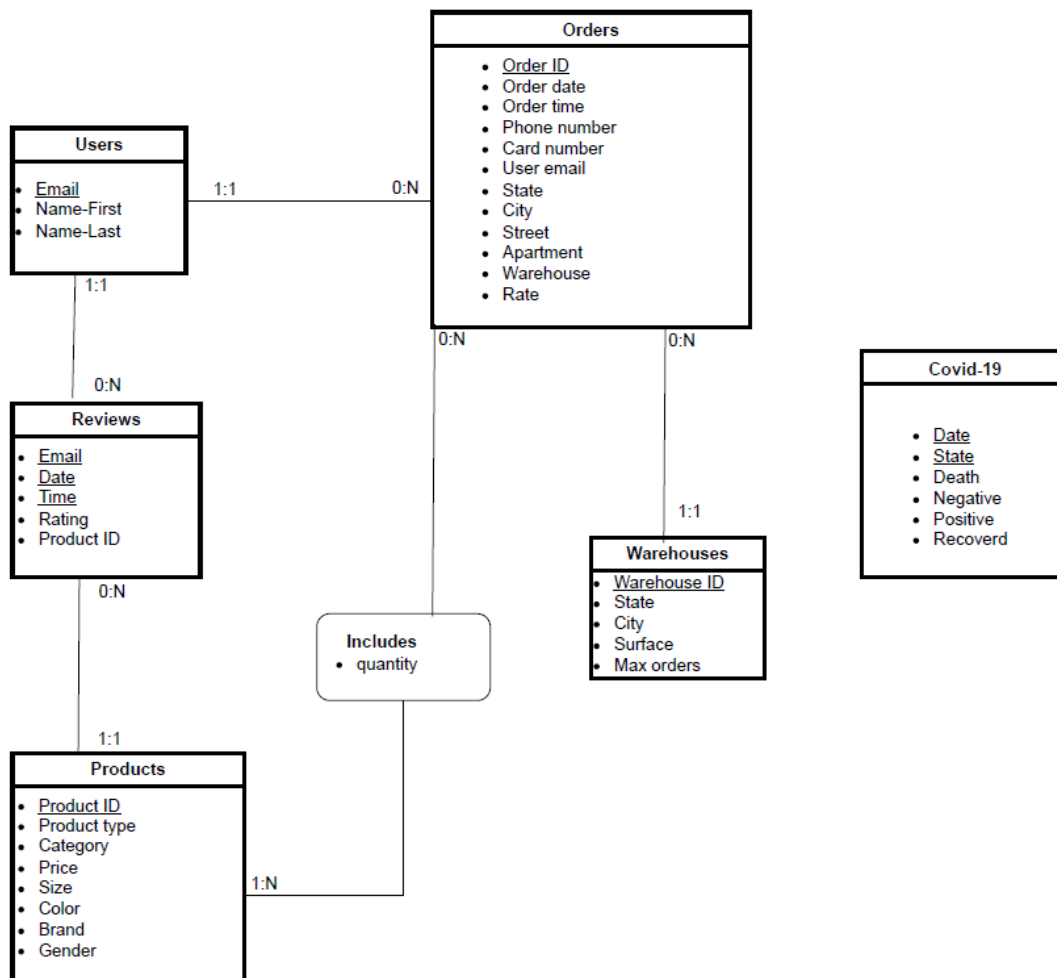 Orders
Order ID
Order date
Order time
Phone number
Card number
User email
State
City
Street
Apartment
Warehouse
Rate
Users
Email
Name-First
Name-Last
1:1
0:N
1:1
0:N
Reviews
Email
Date
Time
Rating
Product ID
0:N
0:N
0:N
Covid-19
Date
State
Death
Negative
Positive
Recoverd
1:1
Warehouses
Warehouse ID
State
City
Surface
Max orders
Includes
quantity
1:1
Products
Product ID
Product type
Category
Price
Size
Color
Brand
Gender
1:N